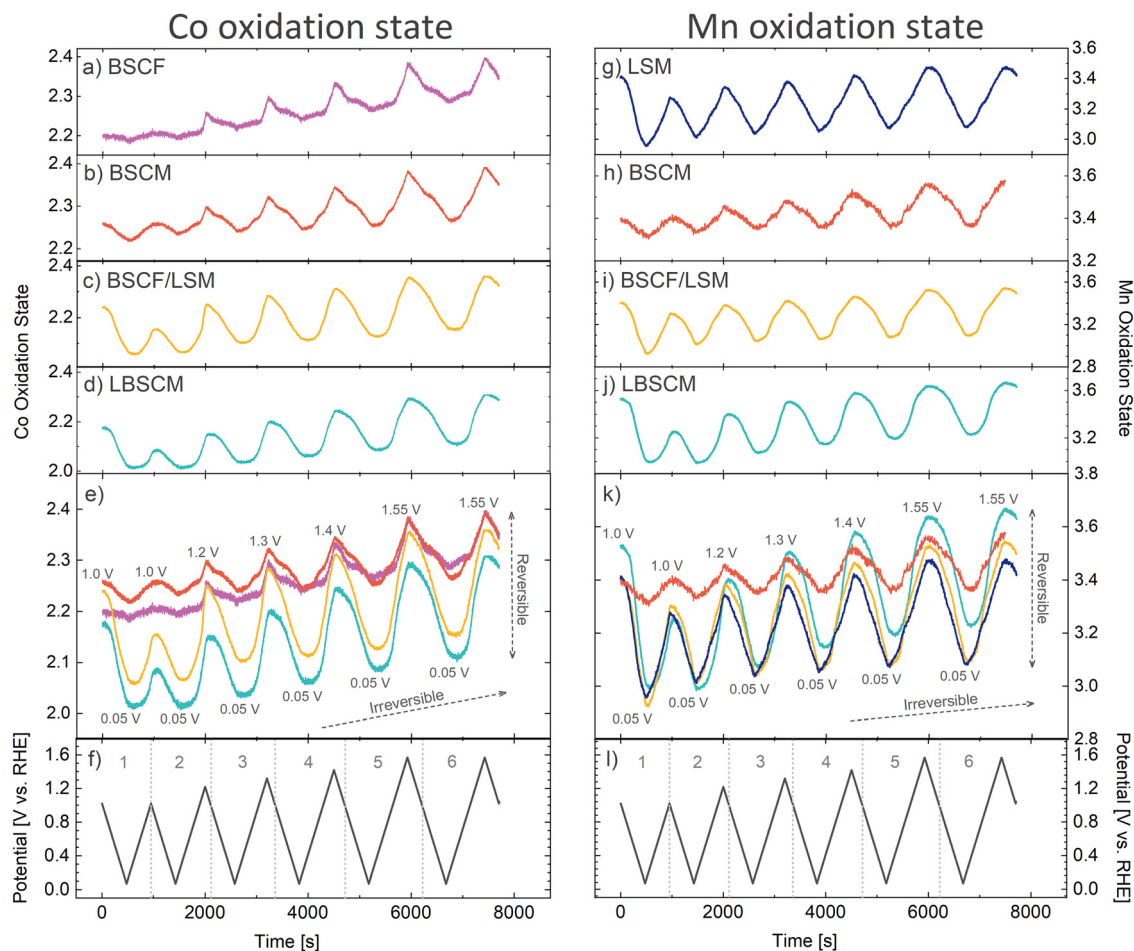 Co oxidation state
Mn oxidation state
a) BSCF
2.4
2.3
2.2
b) BSCM
2.4
2.3
2.2
c) BSCF/LSM
2.4
2.2
d) LBSCM
2.4
2.2
2.0
Co Oxidation State
e)
2.4
2.3
2.2
2.1
2.0
1.0 V
1.0 V
1.2 V
1.3 V
1.4 V
1.55 V
1.55 V
0.05 V
0.05 V
0.05 V
0.05 V
0.05 V
0.05 V
Reversible
Irreversible
f)
1 2 3 4 5 6
1.6
1.2
0.8
0.4
0.0
Potential [V vs. RHE]
0 2000 4000 6000 8000
Time [s]
g) LSM
3.6
3.4
3.0
h) BSCM
3.6
3.4
3.2
i) BSCF/LSM
3.6
3.2
2.8
j) LBSCM
3.6
3.2
3.8
Mn Oxidation State
k)
3.6
3.4
3.2
3.0
2.8
1.0 V
1.0 V
1.2 V
1.3 V
1.4 V
1.55 V
1.55 V
0.05 V
0.05 V
0.05 V
0.05 V
0.05 V
0.05 V
Reversible
Irreversible
l)
1 2 3 4 5 6
1.6
1.2
0.8
0.4
0.0
Potential [V vs. RHE]
0 2000 4000 6000 8000
Time [s]